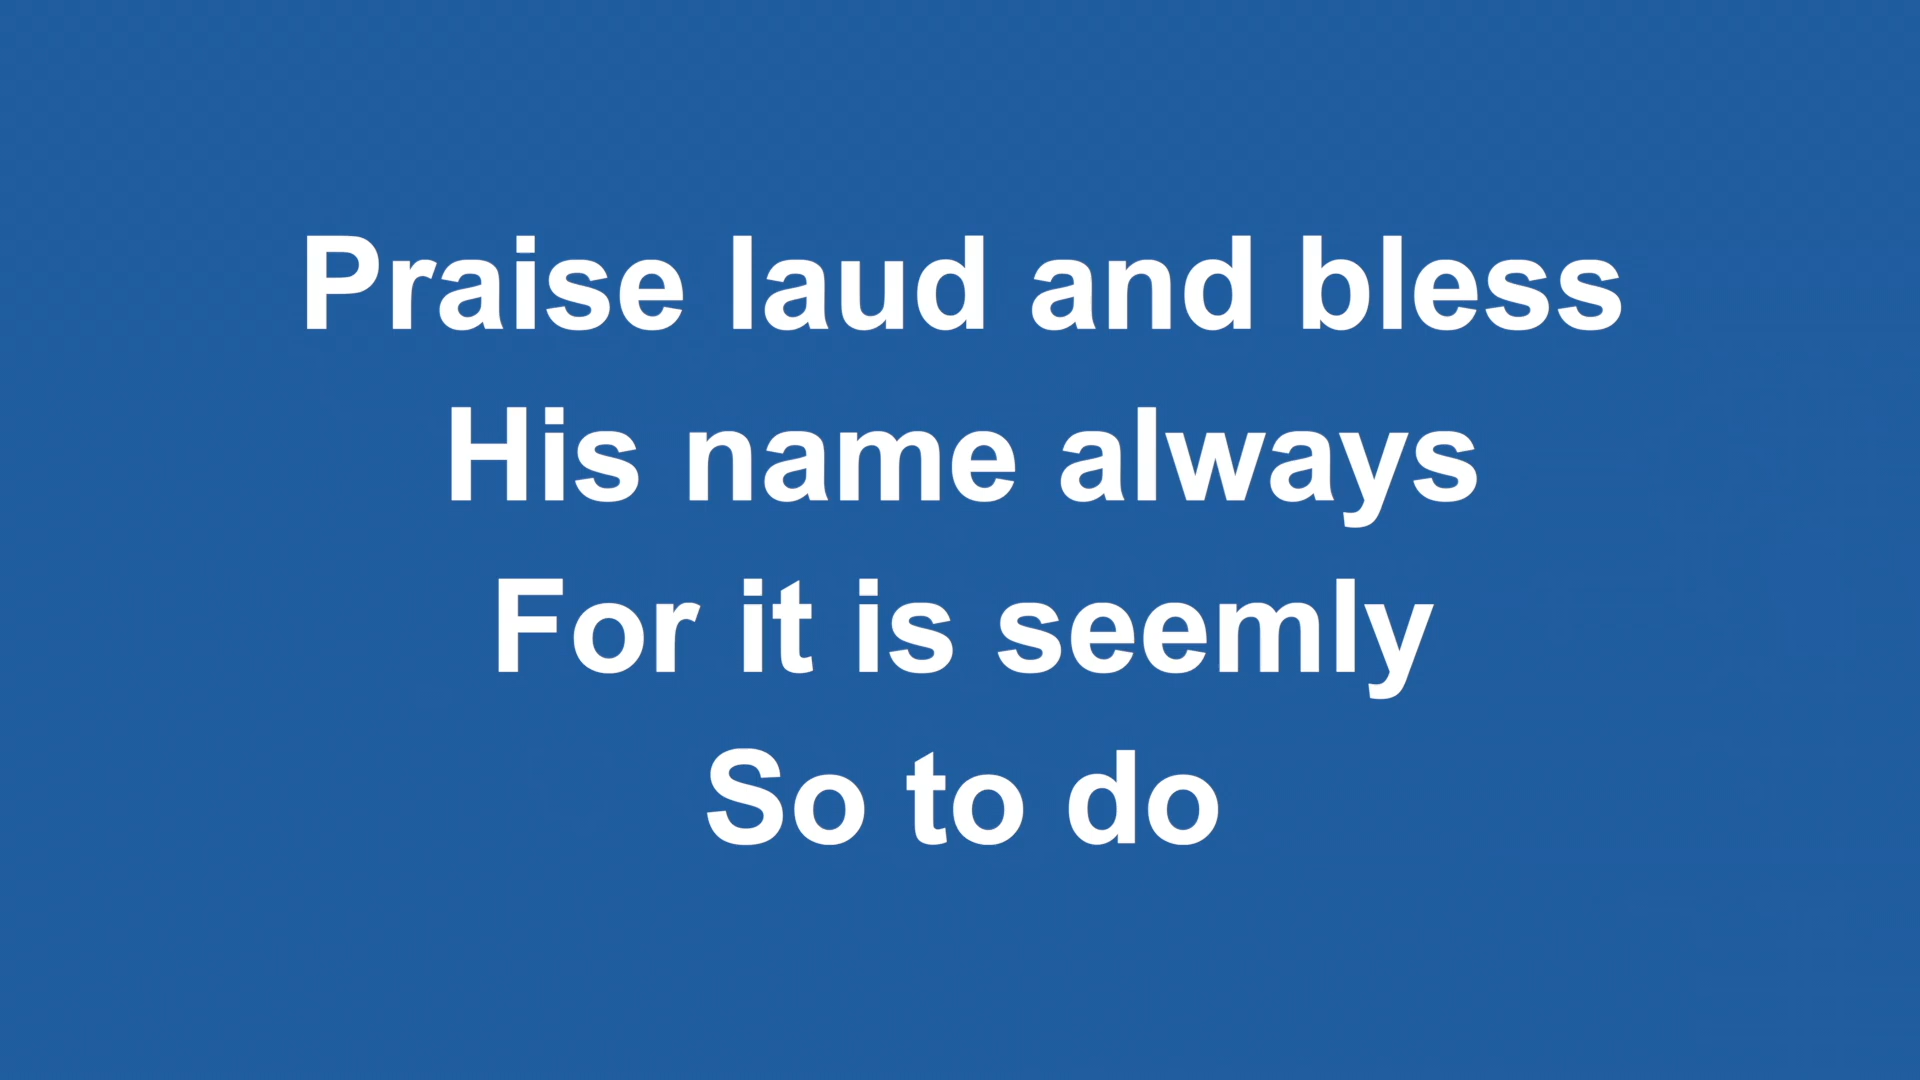 Praise laud and bless
His name always
For it is seemly
So to do